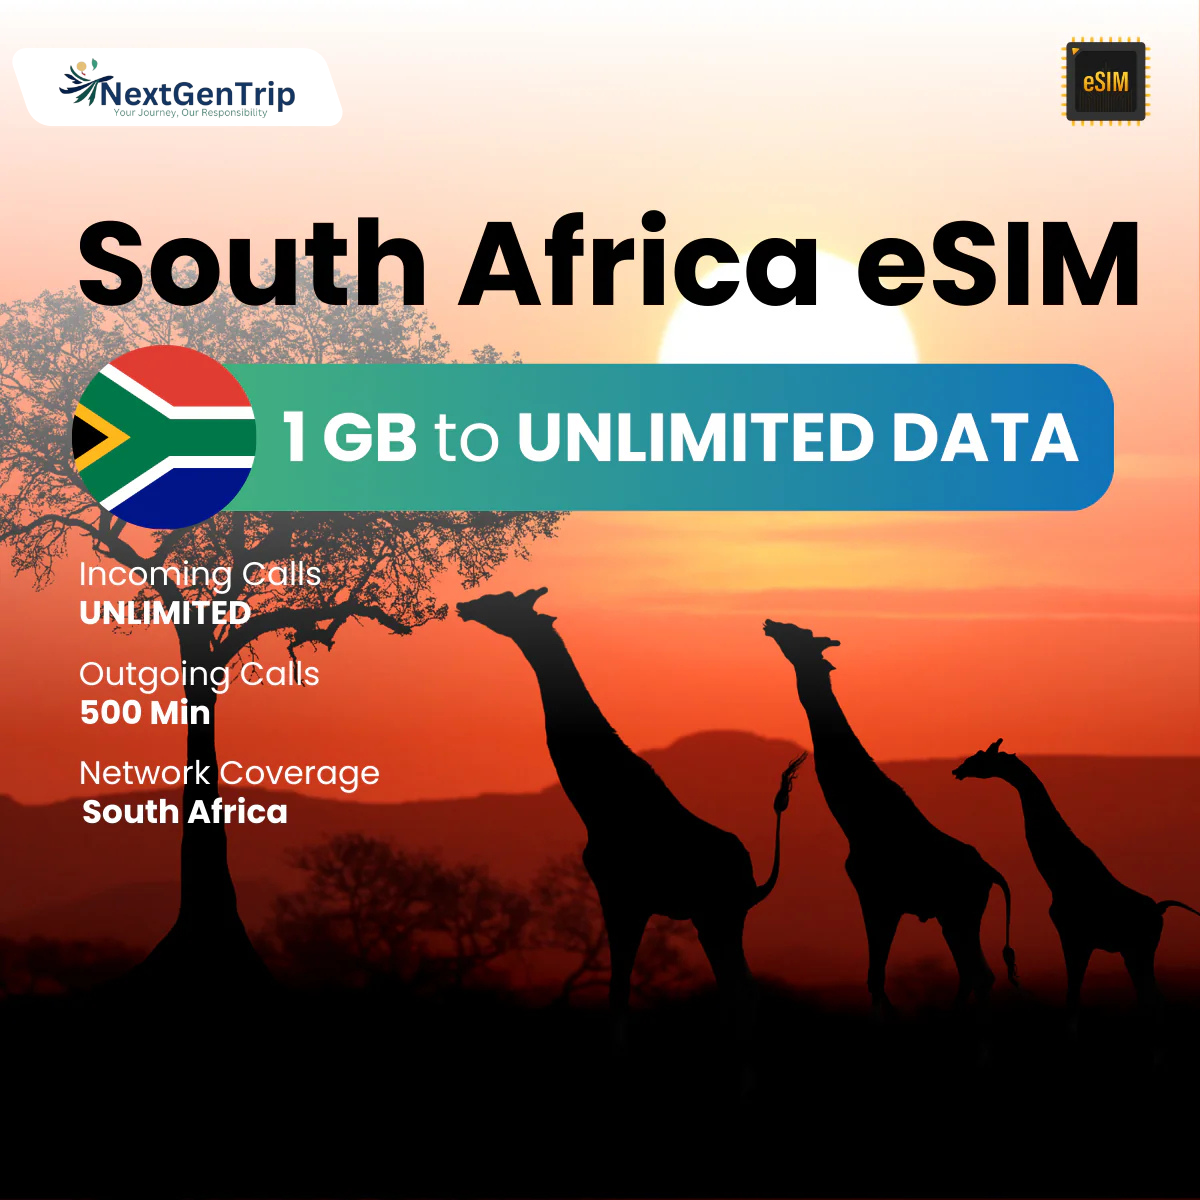 NextGenTrip
Your Journey, Our Responsibility
eSIM
South Africa eSIM
1 GB to UNLIMITED DATA
Incoming Calls
UNLIMITED
Outgoing Calls
500 Min
Network Coverage
South Africa